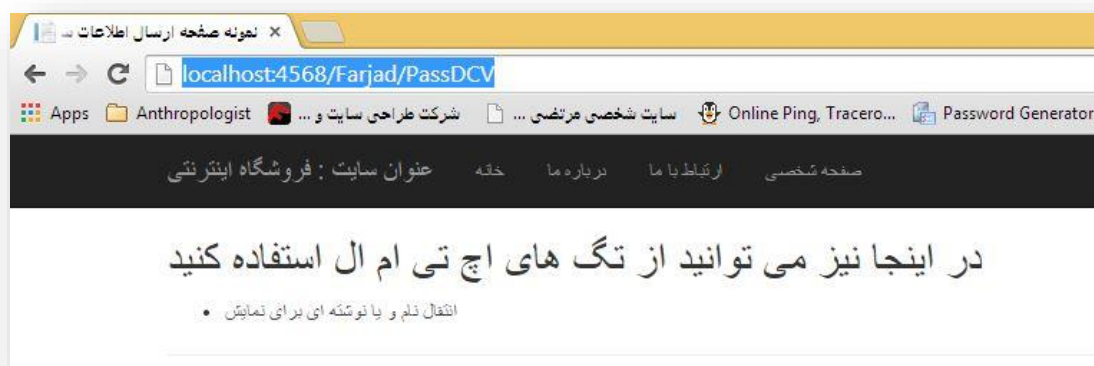 نمونه صفحه ارسال اطلاعات ...
localhost:4568/Farjad/PassDCV
Apps Anthropologist شرکت طراحی سایت و ... سایت شخصی مرتضی ... Online Ping, Tracero... Password Generator
عنوان سایت : فروشگاه اینترنتی خانه درباره ما ارتباط با ما صفحه شخصی
در اینجا نیز می توانید از تگ های اچ تی ام ال استفاده کنید
انتقال نام و یا نوشته ای برای نمایش